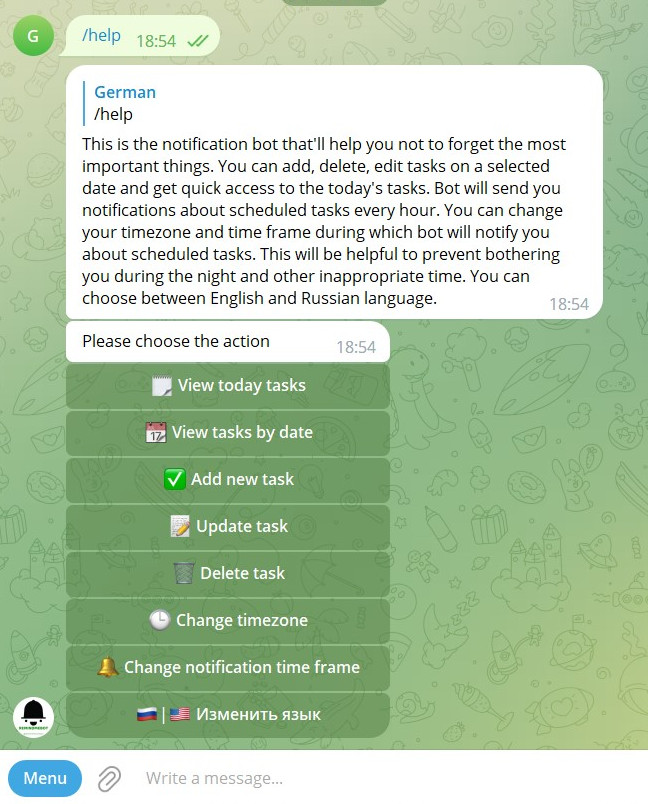 G
/help
18:54
German
/help
This is the notification bot that'll help you not to forget the most
important things. You can add, delete, edit tasks on a selected
date and get quick access to the today's tasks. Bot will send you
notifications about scheduled tasks every hour. You can change
your timezone and time frame during which bot will notify you
about scheduled tasks. This will be helpful to prevent bothering
you during the night and other inappropriate time. You can
choose between English and Russian language.
18:54
Please choose the action
18:54
View today tasks
17
View tasks by date
Add new task
Update task
Delete task
Change timezone
Change notification time frame
| Изменить язык
Menu
Write a message...